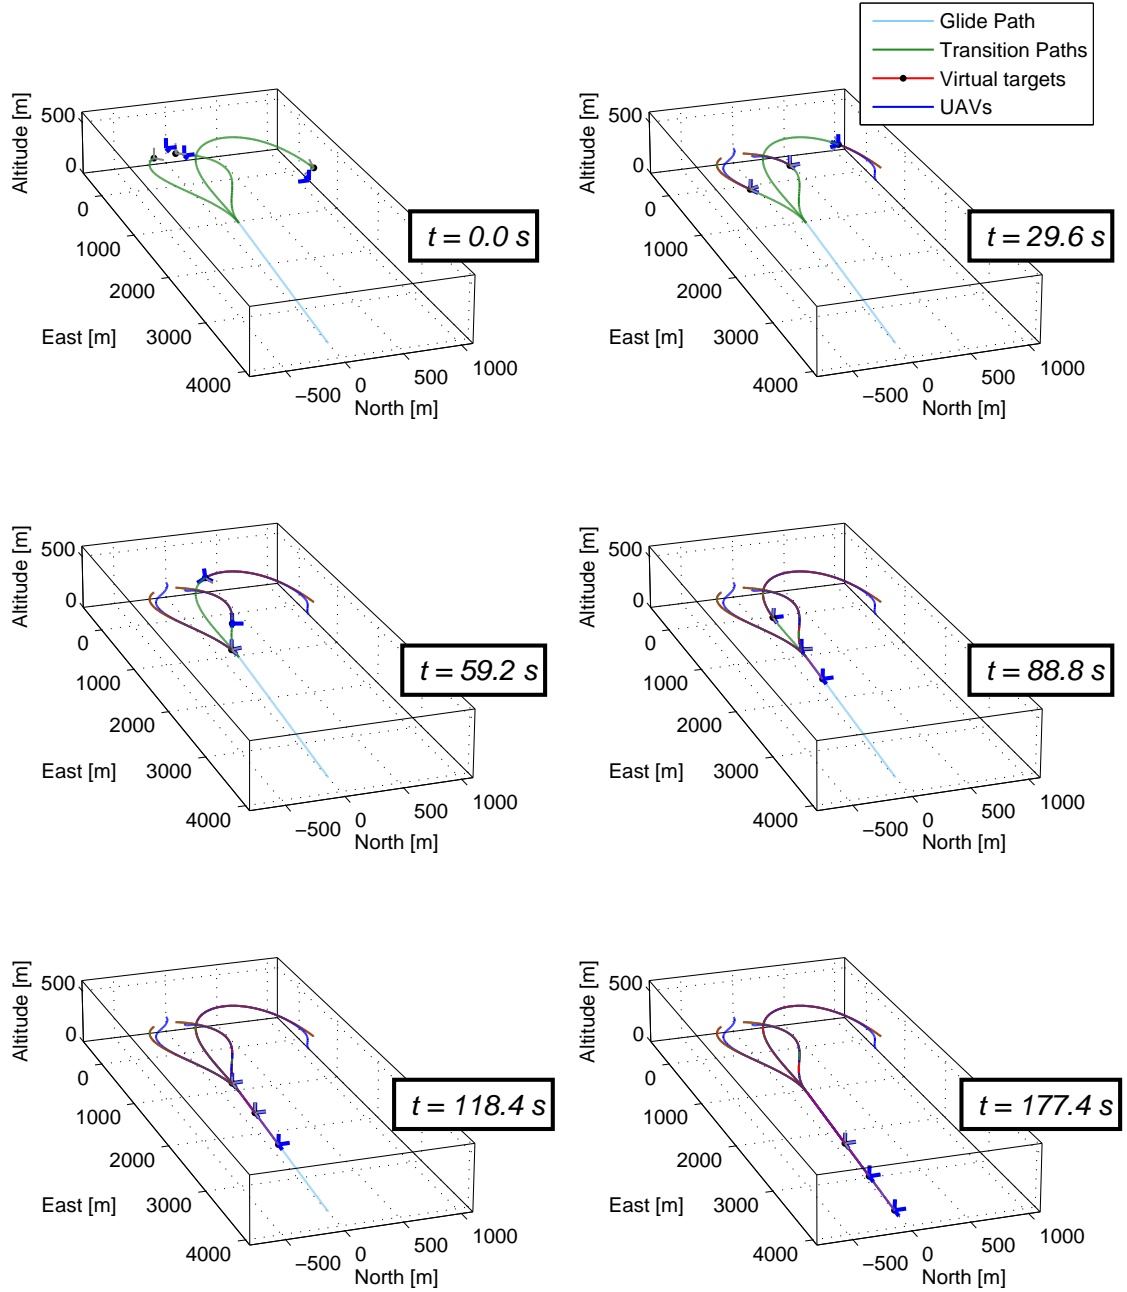 Glide Path
Transition Paths
Virtual targets
UAVs
Altitude [m]
500
0
0
1000
2000
3000
4000
East [m]
−500
0
500
1000
North [m]
t = 0.0 s
Altitude [m]
500
0
0
1000
2000
3000
4000
East [m]
−500
0
500
1000
North [m]
t = 29.6 s
Altitude [m]
500
0
0
1000
2000
3000
4000
East [m]
−500
0
500
1000
North [m]
t = 59.2 s
Altitude [m]
500
0
0
1000
2000
3000
4000
East [m]
−500
0
500
1000
North [m]
t = 88.8 s
Altitude [m]
500
0
0
1000
2000
3000
4000
East [m]
−500
0
500
1000
North [m]
t = 118.4 s
Altitude [m]
500
0
0
1000
2000
3000
4000
East [m]
−500
0
500
1000
North [m]
t = 177.4 s